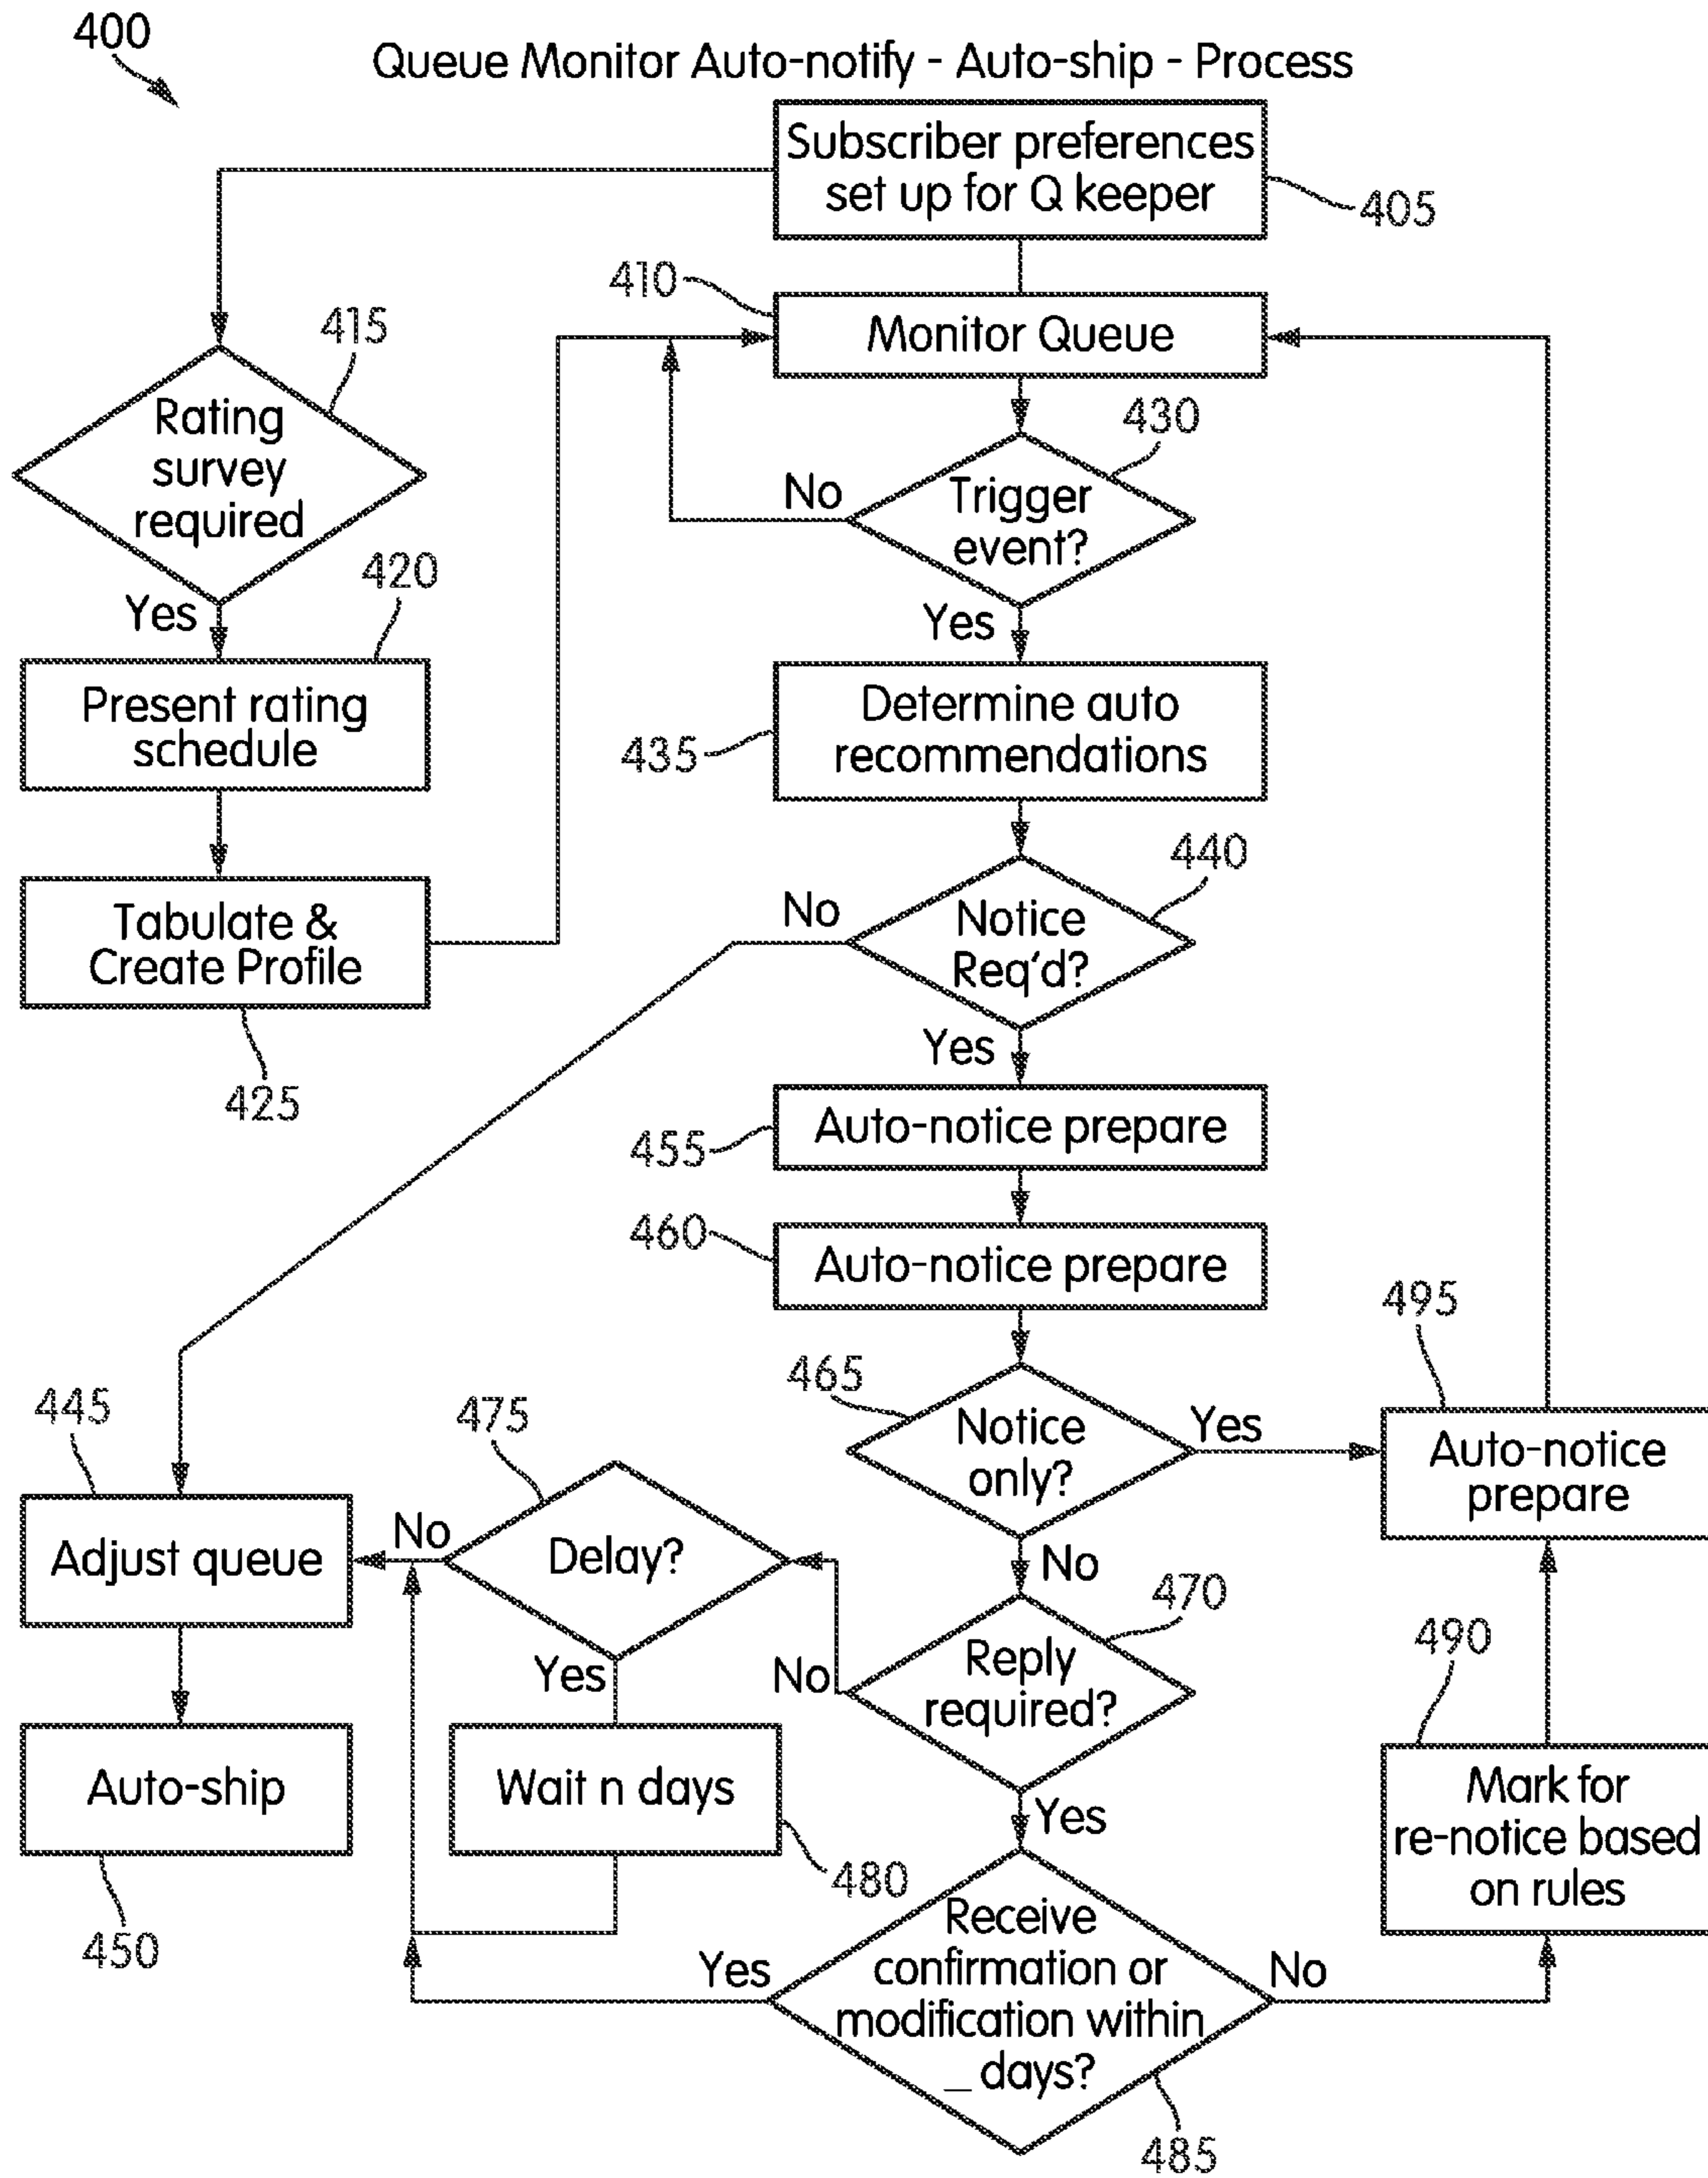 400
Queue Monitor Auto-notify - Auto-ship - Process
Subscriber preferences
set up for Q keeper
405
410
Monitor Queue
415
Rating
survey
required
Yes
420
Present rating
schedule
Tabulate &
Create Profile
425
430
Trigger
event?
No
Yes
Determine auto
recommendations
435
440
Notice
Req'd?
No
Yes
Auto-notice prepare
455
Auto-notice prepare
460
465
Notice
only?
Yes
No
495
Auto-notice
prepare
445
Adjust queue
No
475
Delay?
Yes
470
Reply
required?
No
Yes
490
Mark for
re-notice based
on rules
Auto-ship
450
Wait n days
480
Receive
confirmation or
modification within
_ days?
Yes
No
485